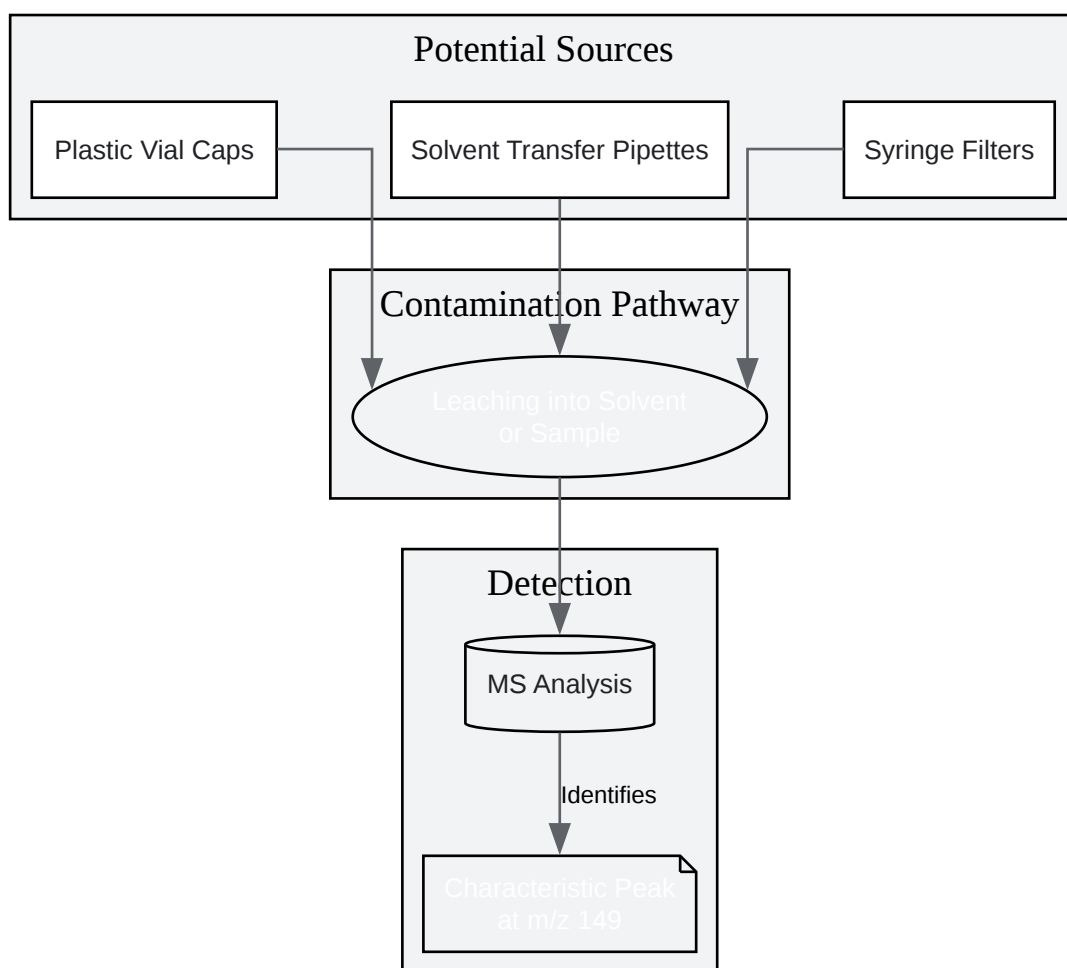 Potential Sources
Plastic Vial Caps
Solvent Transfer Pipettes
Syringe Filters
Contamination Pathway
Leaching into Solvent
or Sample
Detection
MS Analysis
Identifies
Characteristic Peak
at m/z 149